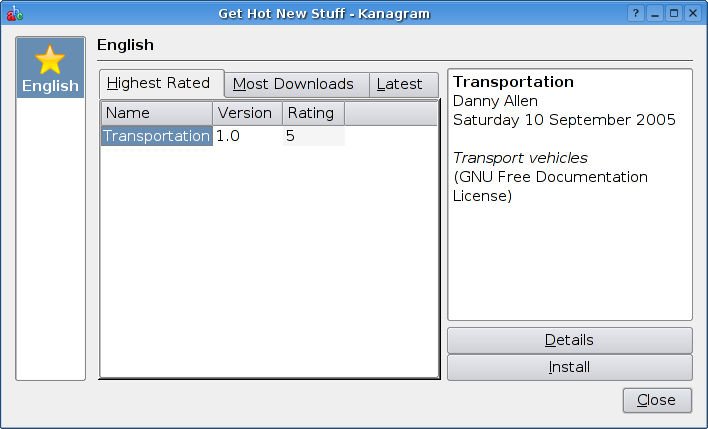 Get Hot New Stuff - Kanagram
English
English
Highest Rated
Most Downloads
Latest
Name Version Rating
Transportation 1.0 5
Transportation
Danny Allen
Saturday 10 September 2005
Transport vehicles
(GNU Free Documentation
License)
Details
Install
Close